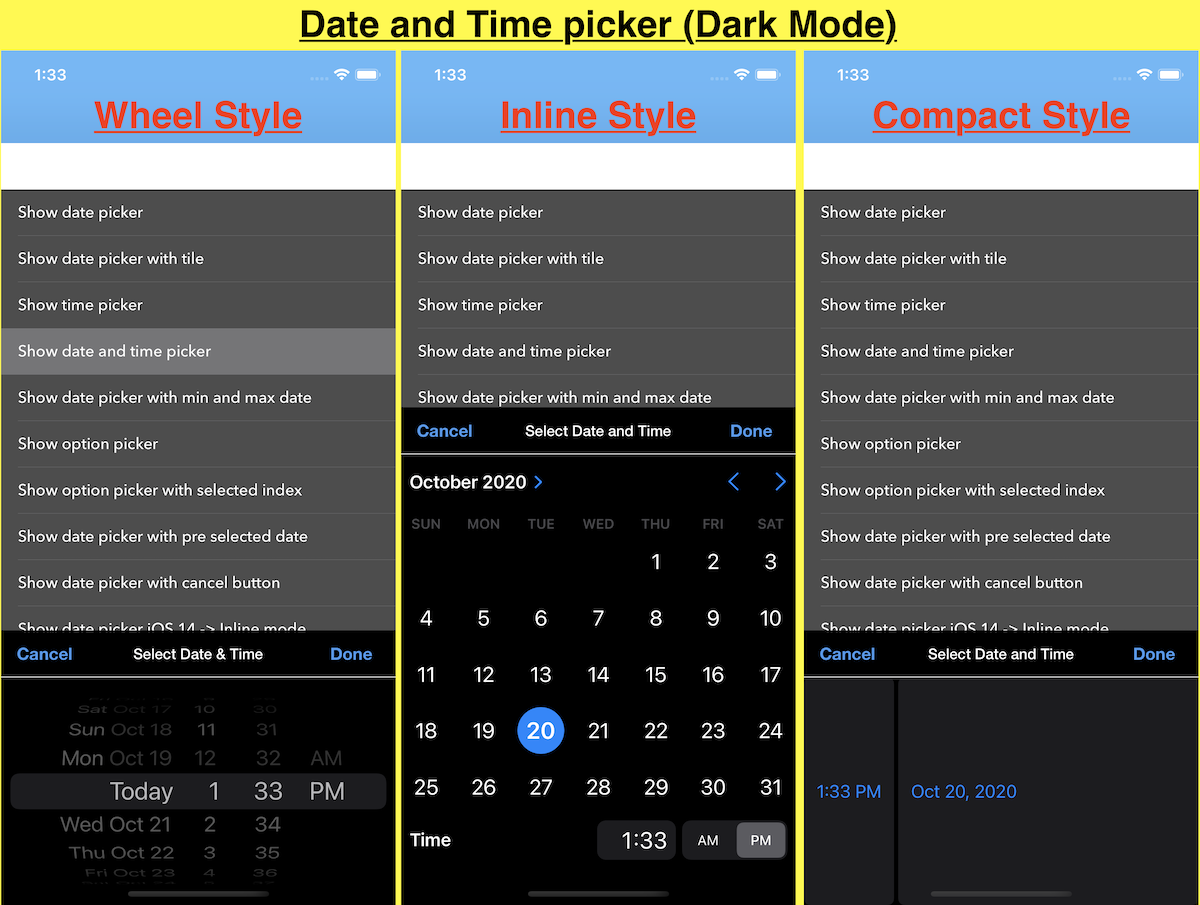 Date and Time picker (Dark Mode)
1:33
Wheel Style
Show date picker
Show date picker with tile
Show time picker
Show date and time picker
Show date picker with min and max date
Show option picker
Show option picker with selected index
Show date picker with pre selected date
Show date picker with cancel button
Show date picker iOS 14 -> Inline mode
Cancel Select Date & Time Done
Sat Oct 17 10 30
Sun Oct 18 11 31
Mon Oct 19 12 32 AM
Today 1 33 PM
Wed Oct 21 2 34
Thu Oct 22 3 35
Fri Oct 23 4 36
1:33
Inline Style
Show date picker
Show date picker with tile
Show time picker
Show date and time picker
Show date picker with min and max date
Cancel Select Date and Time Done
October 2020 >
SUN MON TUE WED THU FRI SAT
1 2 3
4 5 6 7 8 9 10
11 12 13 14 15 16 17
18 19 20 21 22 23 24
25 26 27 28 29 30 31
Time 1:33 AM PM
1:33
Compact Style
Show date picker
Show date picker with tile
Show time picker
Show date and time picker
Show date picker with min and max date
Show option picker
Show option picker with selected index
Show date picker with pre selected date
Show date picker with cancel button
Show date picker iOS 14 -> Inline mode
Cancel Select Date and Time Done
1:33 PM Oct 20, 2020